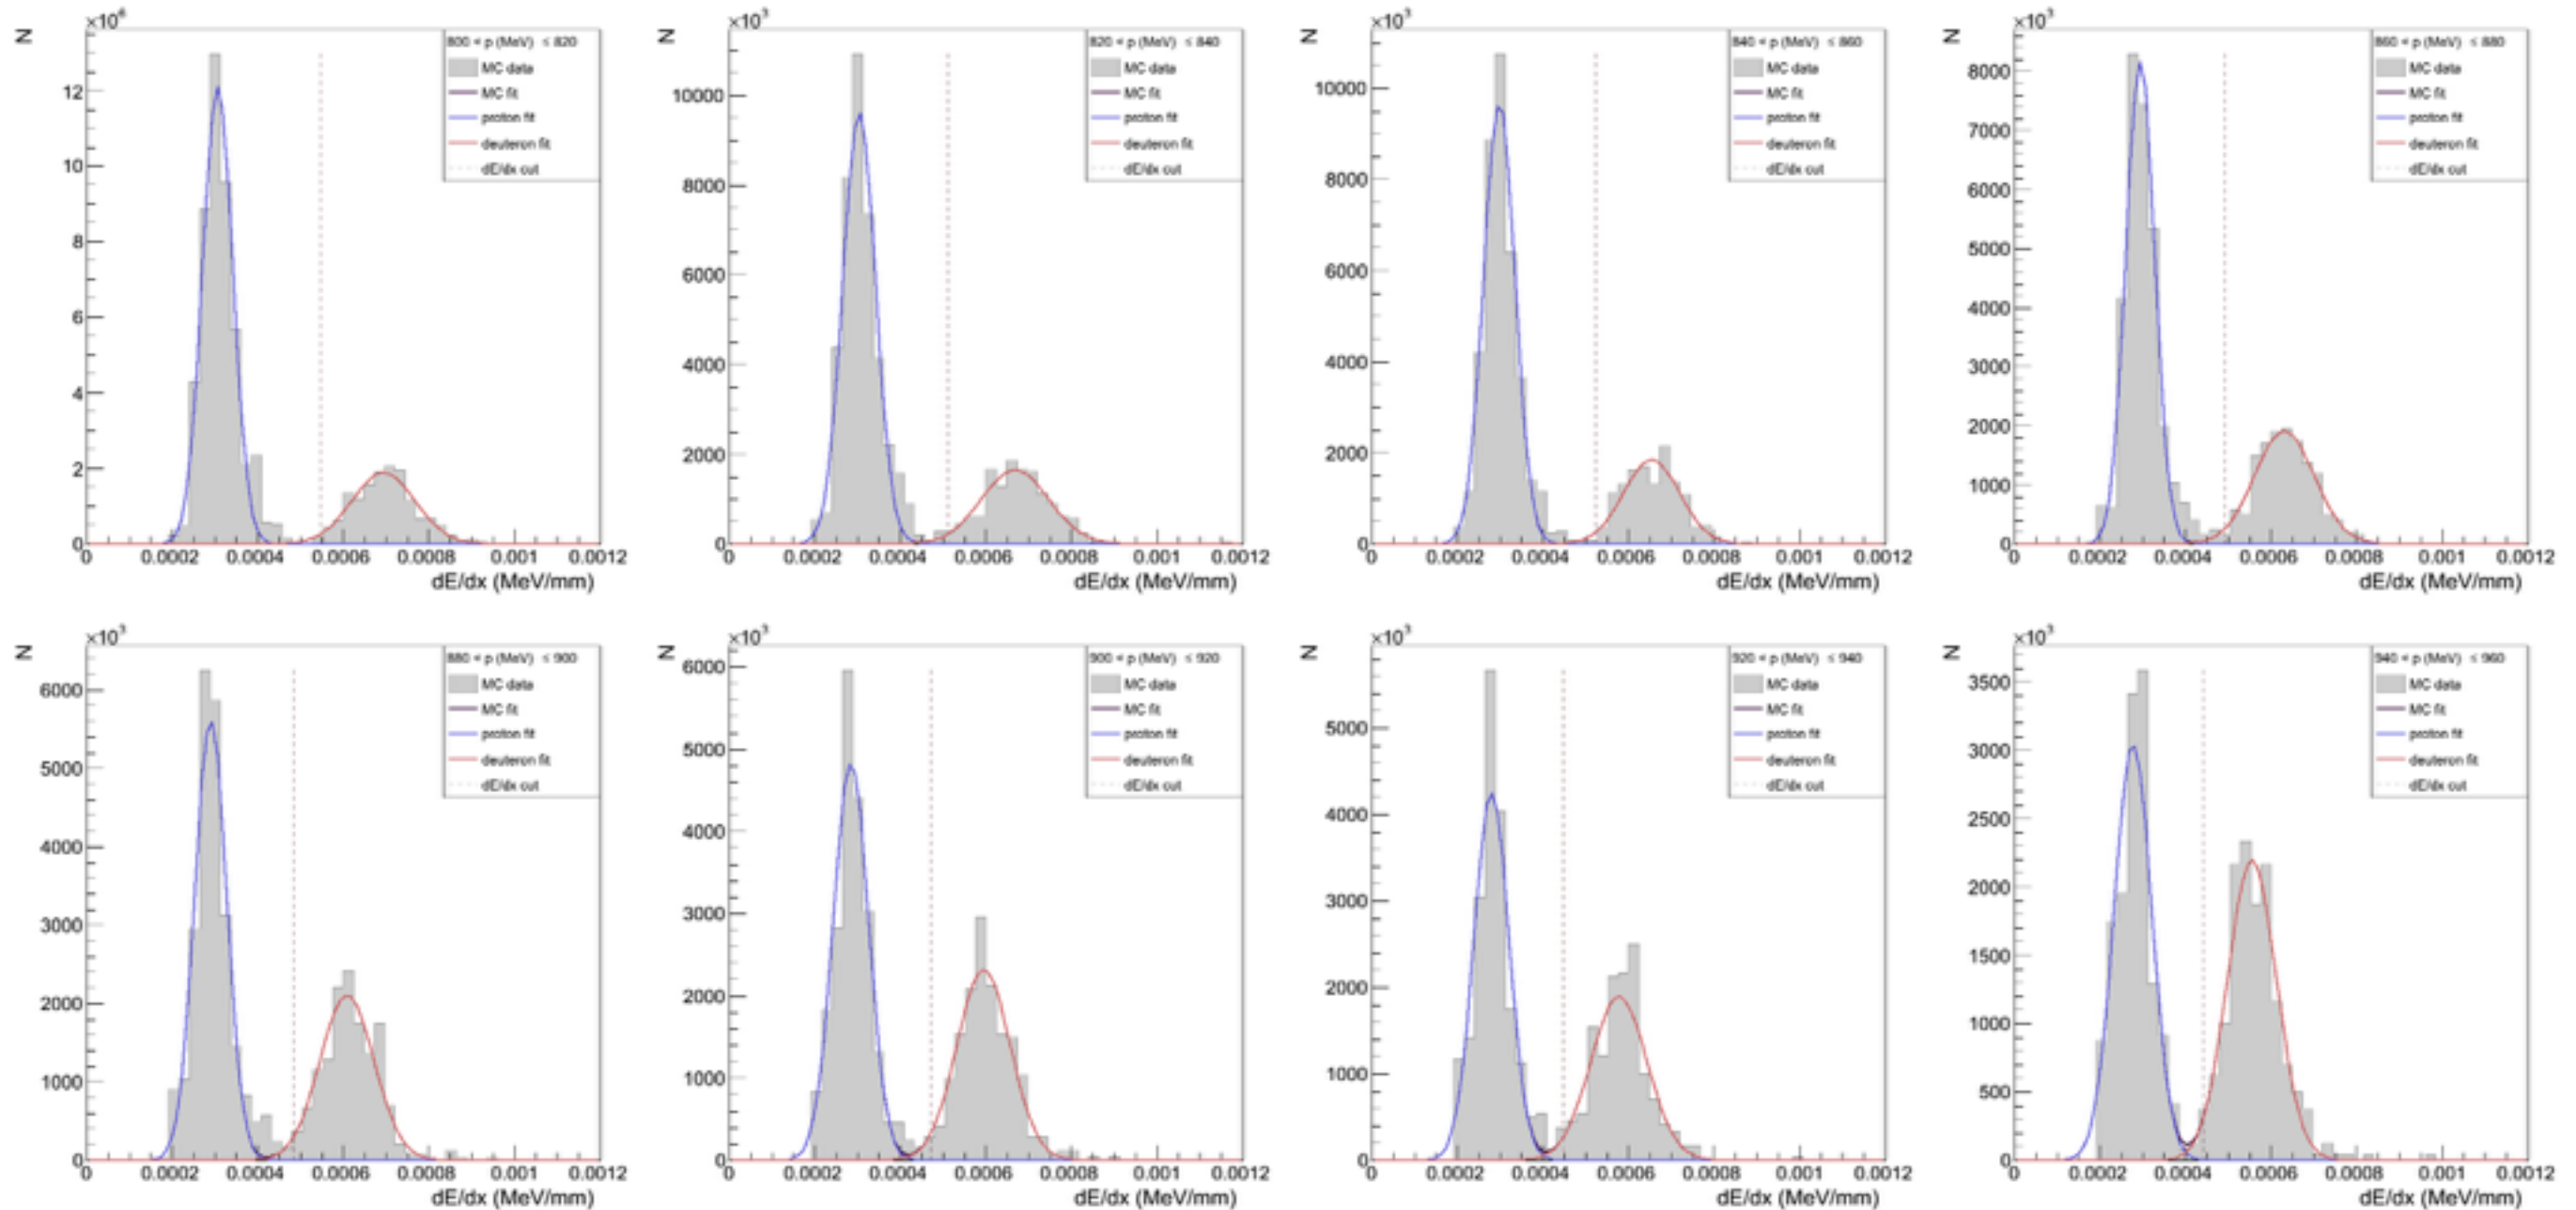 ×10⁶
N
800 < p (MeV) ≤ 820
MC data
MC fit
proton fit
deuteron fit
dE/dx cut
12
10
8
6
4
2
0
0 0.0002 0.0004 0.0006 0.0008 0.001 0.0012
dE/dx (MeV/mm)
×10³
N
820 < p (MeV) ≤ 840
MC data
MC fit
proton fit
deuteron fit
dE/dx cut
10000
8000
6000
4000
2000
0
0 0.0002 0.0004 0.0006 0.0008 0.001 0.0012
dE/dx (MeV/mm)
×10³
N
840 < p (MeV) ≤ 860
MC data
MC fit
proton fit
deuteron fit
dE/dx cut
10000
8000
6000
4000
2000
0
0 0.0002 0.0004 0.0006 0.0008 0.001 0.0012
dE/dx (MeV/mm)
×10³
N
860 < p (MeV) ≤ 880
MC data
MC fit
proton fit
deuteron fit
dE/dx cut
8000
7000
6000
5000
4000
3000
2000
1000
0
0 0.0002 0.0004 0.0006 0.0008 0.001 0.0012
dE/dx (MeV/mm)
×10³
N
880 < p (MeV) ≤ 900
MC data
MC fit
proton fit
deuteron fit
dE/dx cut
6000
5000
4000
3000
2000
1000
0
0 0.0002 0.0004 0.0006 0.0008 0.001 0.0012
dE/dx (MeV/mm)
×10³
N
900 < p (MeV) ≤ 920
MC data
MC fit
proton fit
deuteron fit
dE/dx cut
6000
5000
4000
3000
2000
1000
0
0 0.0002 0.0004 0.0006 0.0008 0.001 0.0012
dE/dx (MeV/mm)
×10³
N
920 < p (MeV) ≤ 940
MC data
MC fit
proton fit
deuteron fit
dE/dx cut
5000
4000
3000
2000
1000
0
0 0.0002 0.0004 0.0006 0.0008 0.001 0.0012
dE/dx (MeV/mm)
×10³
N
940 < p (MeV) ≤ 960
MC data
MC fit
proton fit
deuteron fit
dE/dx cut
3500
3000
2500
2000
1500
1000
500
0
0 0.0002 0.0004 0.0006 0.0008 0.001 0.0012
dE/dx (MeV/mm)